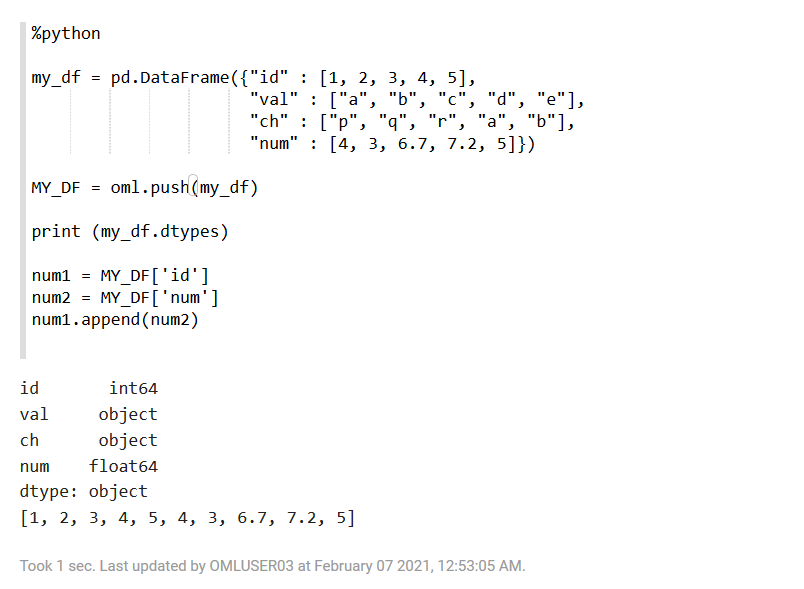 %python
my_df = pd.DataFrame({"id" : [1, 2, 3, 4, 5],
"val" : ["a", "b", "c", "d", "e"],
"ch" : ["p", "q", "r", "a", "b"],
"num" : [4, 3, 6.7, 7.2, 5]})
MY_DF = oml.push(my_df)
print (my_df.dtypes)
num1 = MY_DF['id']
num2 = MY_DF['num']
num1.append(num2)
id int64
val object
ch object
num float64
dtype: object
[1, 2, 3, 4, 5, 4, 3, 6.7, 7.2, 5]
Took 1 sec. Last updated by OMLUSER03 at February 07 2021, 12:53:05 AM.